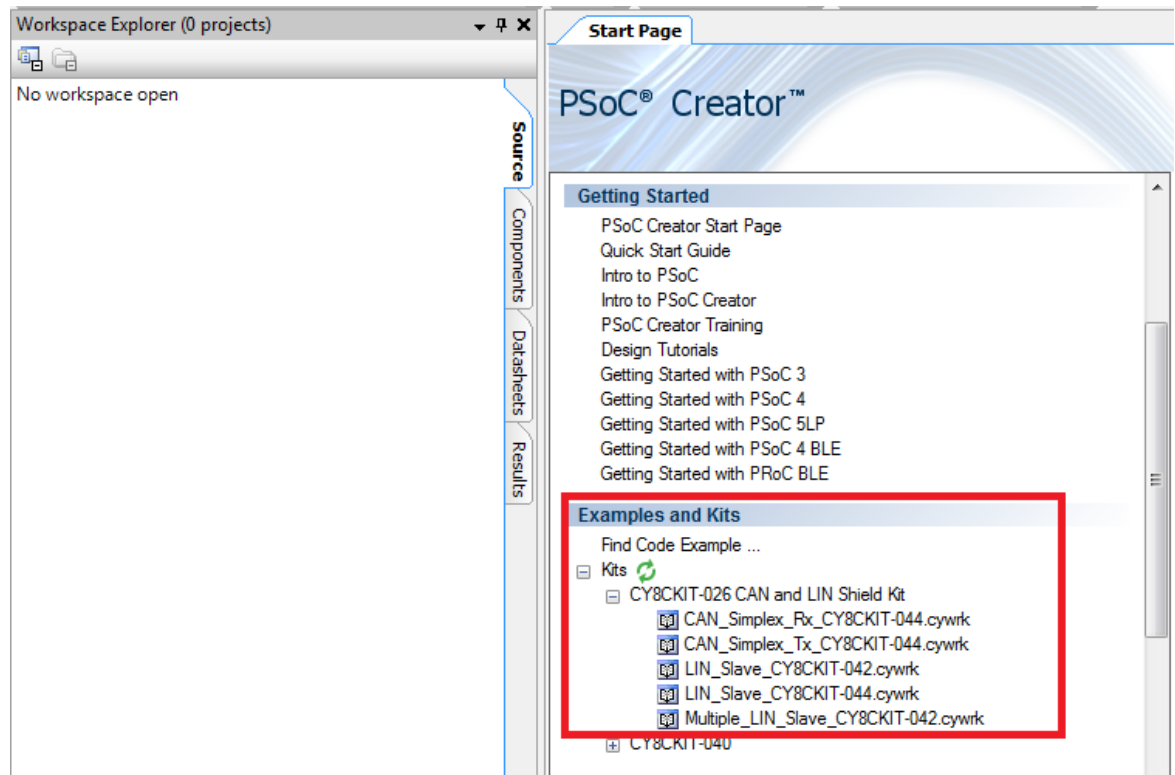 Workspace Explorer (0 projects)
No workspace open
Source
Components
Datasheets
Results
Start Page
PSoC® Creator™
Getting Started
PSoC Creator Start Page
Quick Start Guide
Intro to PSoC
Intro to PSoC Creator
PSoC Creator Training
Design Tutorials
Getting Started with PSoC 3
Getting Started with PSoC 4
Getting Started with PSoC 5LP
Getting Started with PSoC 4 BLE
Getting Started with PRoC BLE
Examples and Kits
Find Code Example ...
Kits
CY8CKIT-026 CAN and LIN Shield Kit
CAN_Simplex_Rx_CY8CKIT-044.cywrk
CAN_Simplex_Tx_CY8CKIT-044.cywrk
LIN_Slave_CY8CKIT-042.cywrk
LIN_Slave_CY8CKIT-044.cywrk
Multiple_LIN_Slave_CY8CKIT-042.cywrk
CY8CKIT-040